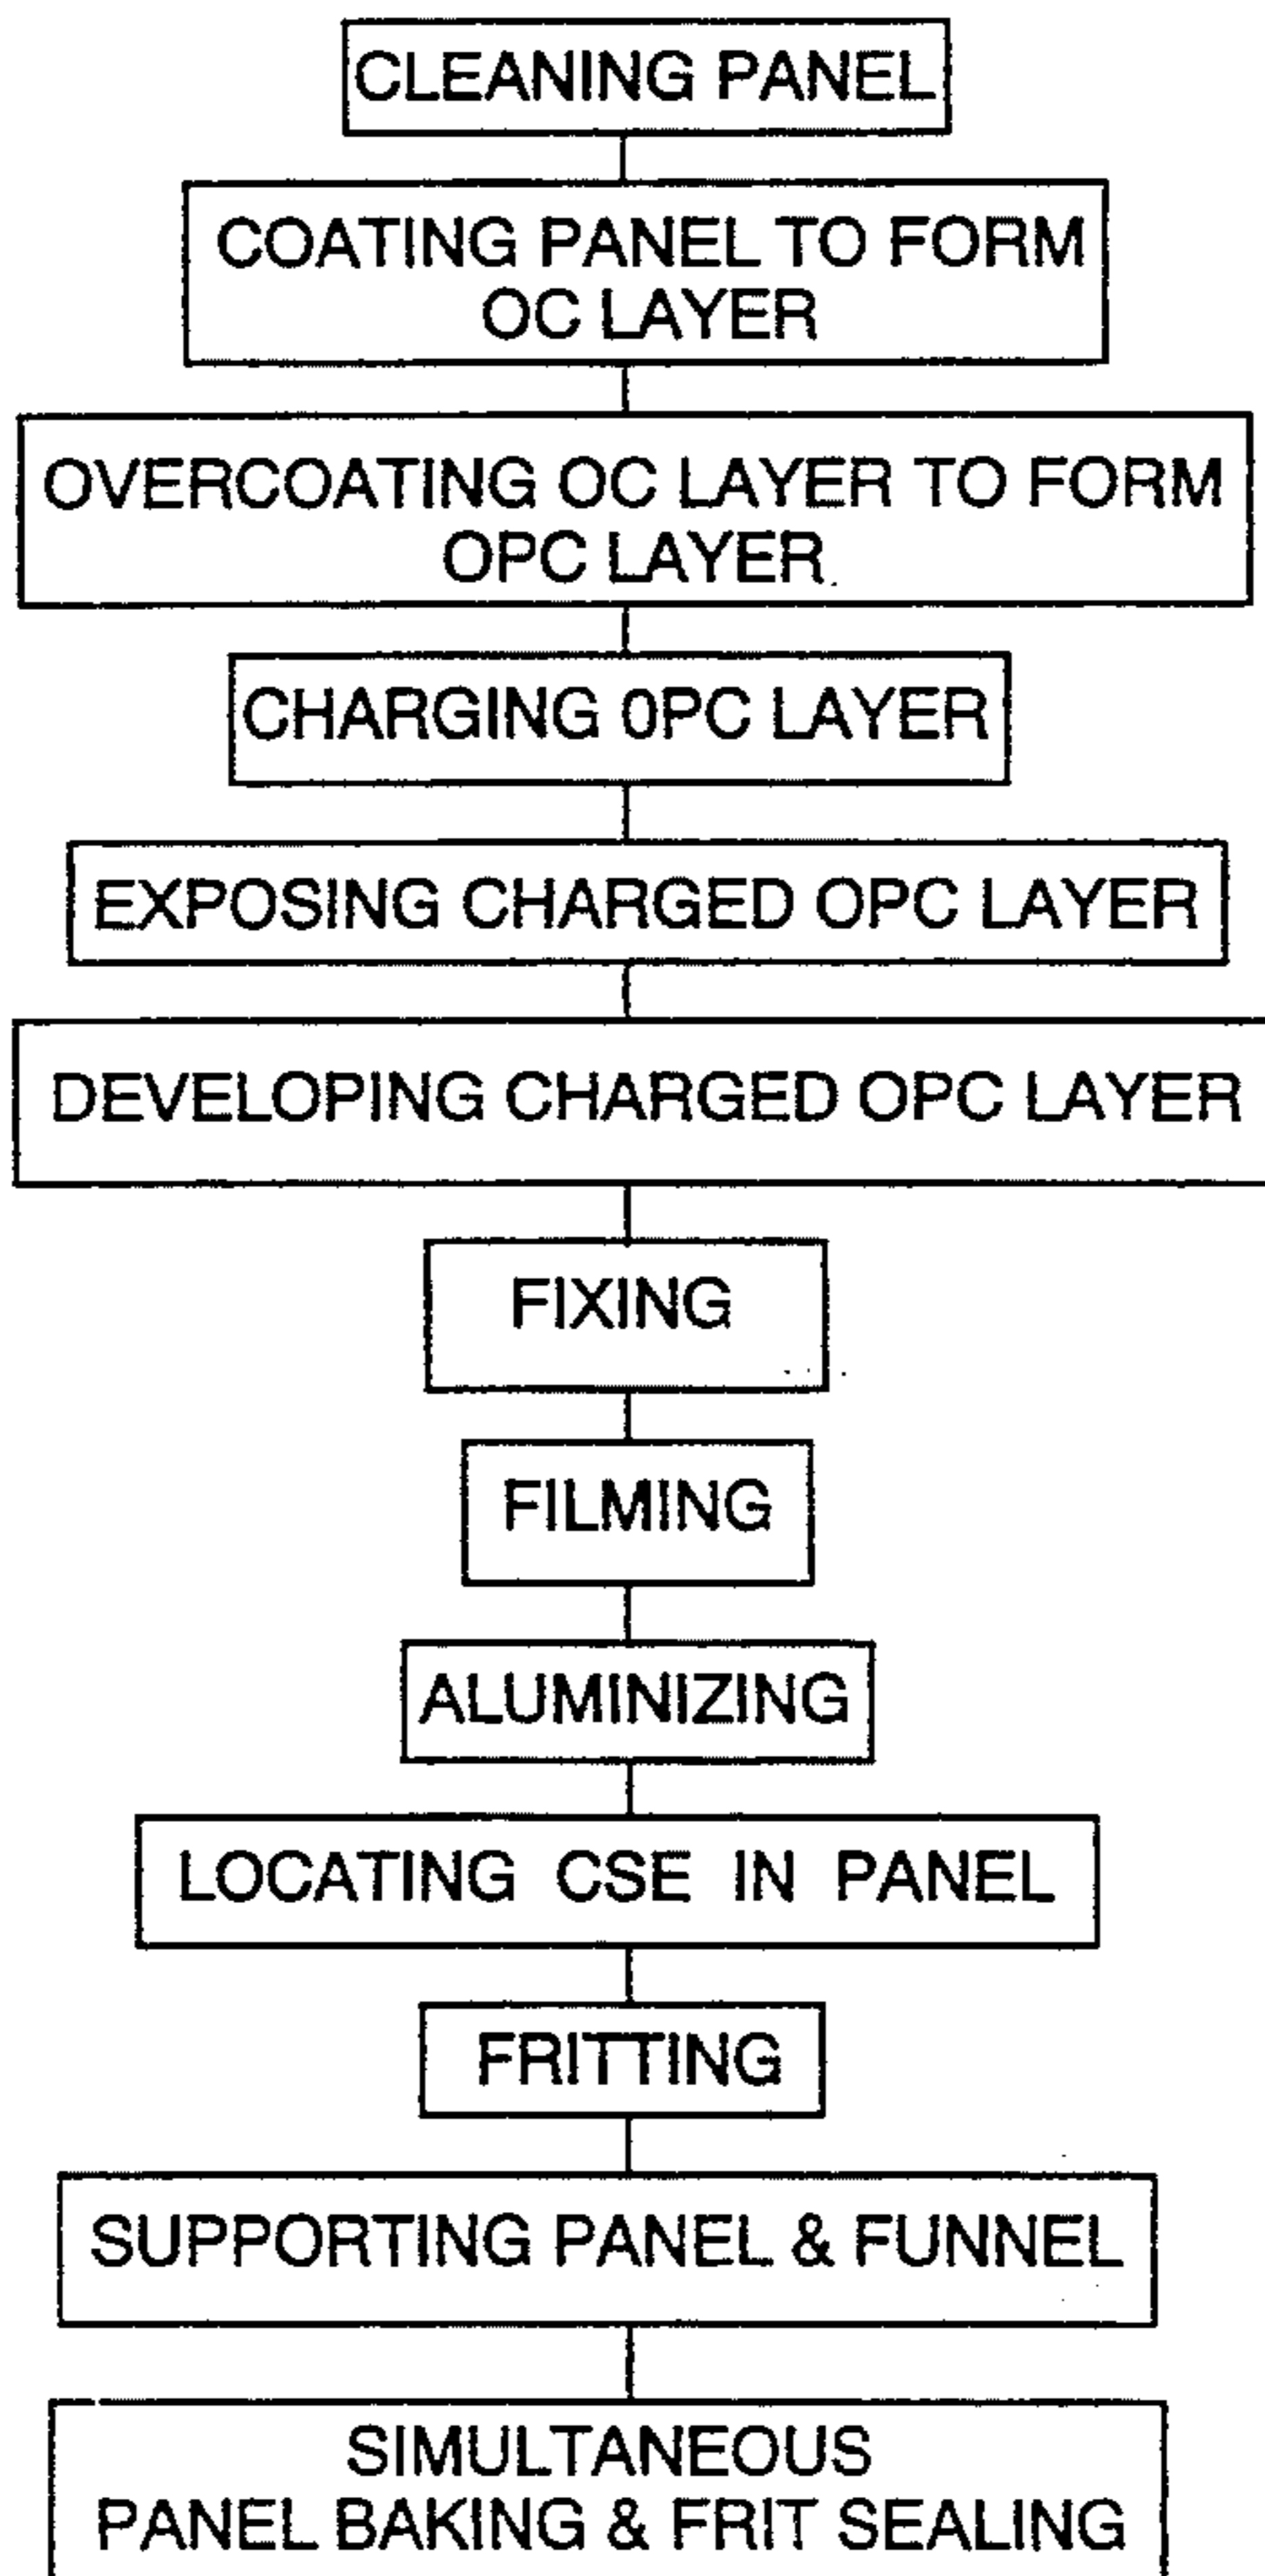 CLEANING PANEL
COATING PANEL TO FORM
OC LAYER
OVERCOATING OC LAYER TO FORM
OPC LAYER
CHARGING 0PC LAYER
EXPOSING CHARGED OPC LAYER
DEVELOPING CHARGED OPC LAYER
FIXING
FILMING
ALUMINIZING
LOCATING CSE IN PANEL
FRITTING
SUPPORTING PANEL & FUNNEL
SIMULTANEOUS
PANEL BAKING & FRIT SEALING